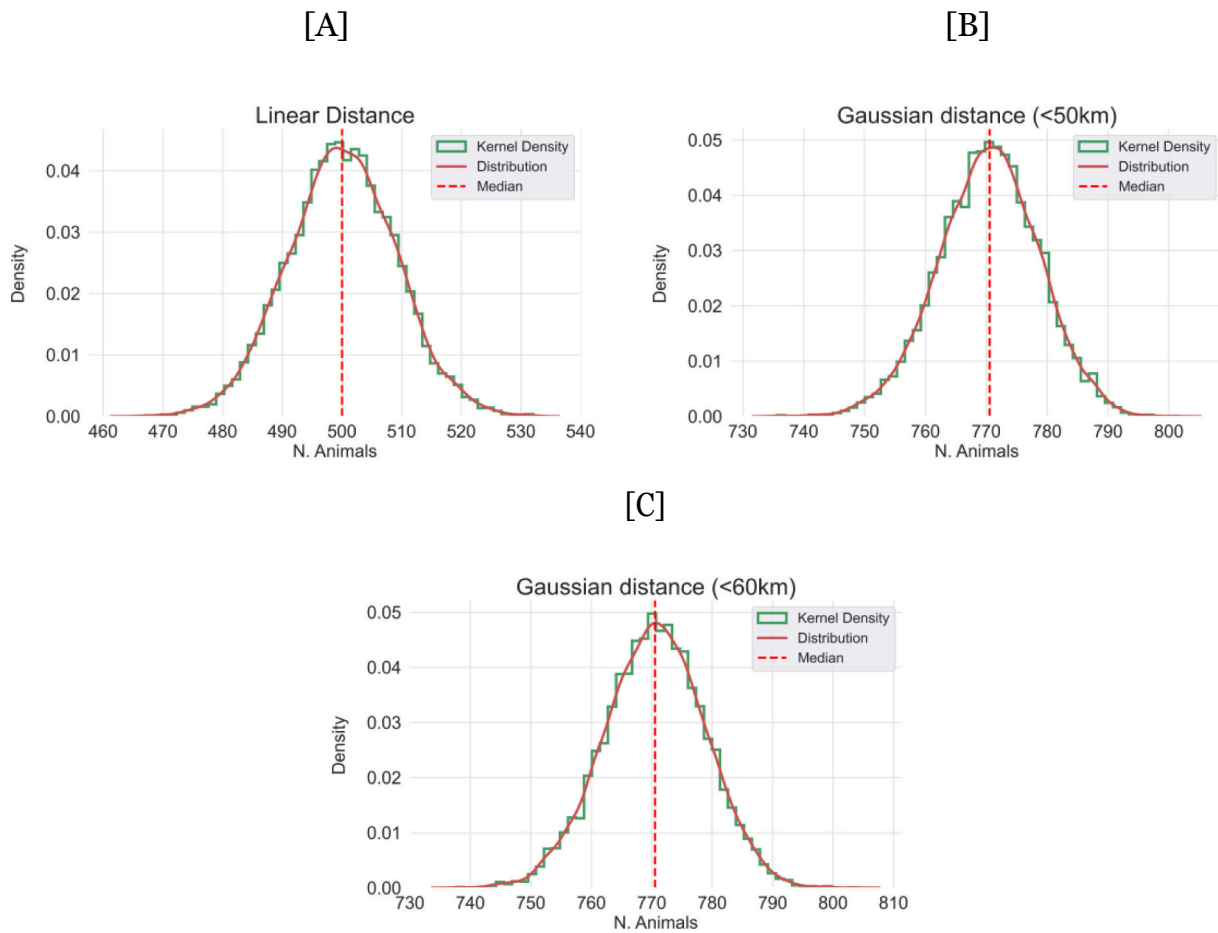 [A]
Linear Distance
Kernel Density
Distribution
Median
Density
0.04
0.03
0.02
0.01
0.00
460 470 480 490 500 510 520 530 540
N. Animals
[B]
Gaussian distance (<50km)
Kernel Density
Distribution
Median
Density
0.05
0.04
0.03
0.02
0.01
0.00
730 740 750 760 770 780 790 800
N. Animals
[C]
Gaussian distance (<60km)
Kernel Density
Distribution
Median
Density
0.05
0.04
0.03
0.02
0.01
0.00
730 740 750 760 770 780 790 800 810
N. Animals